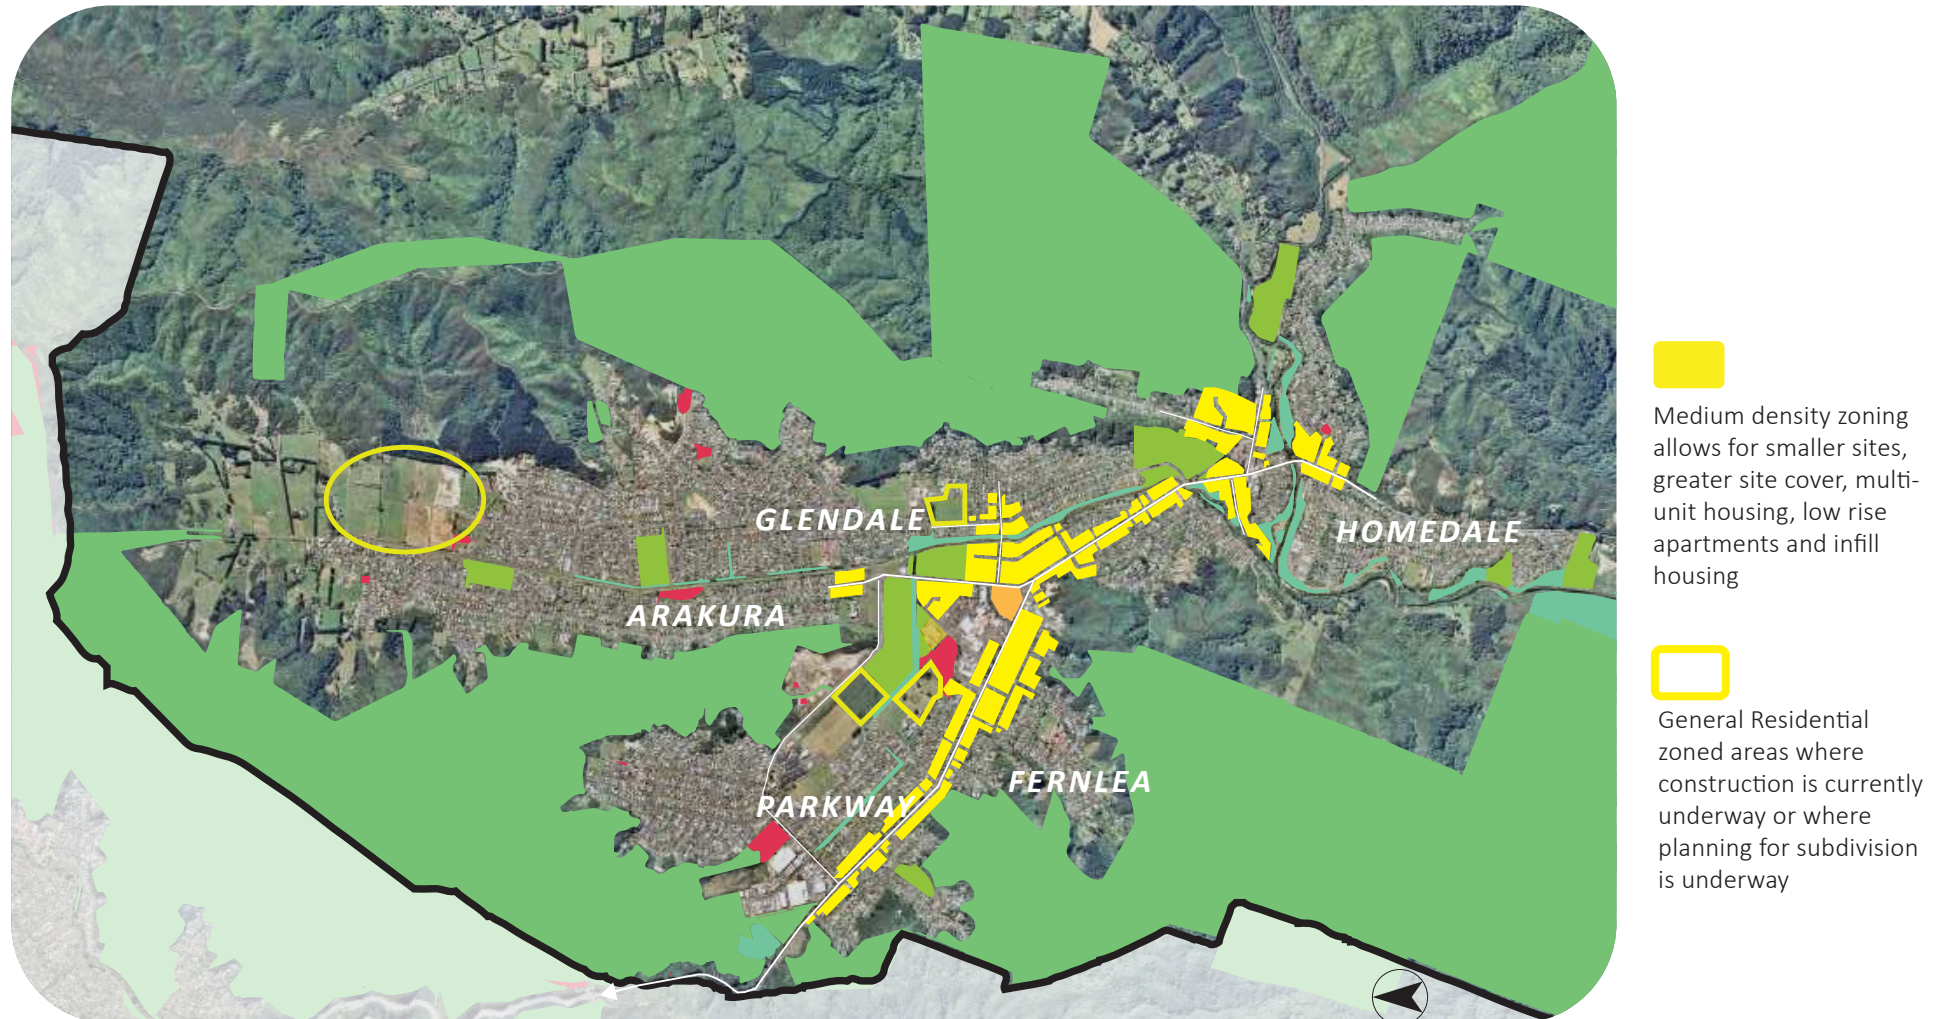 GLENDALE
HOMEDALE
ARAKURA
FERNLEA
PARKWAY
Medium density zoning
allows for smaller sites,
greater site cover, multi-
unit housing, low rise
apartments and infill
housing
General Residential
zoned areas where
construction is currently
underway or where
planning for subdivision
is underway